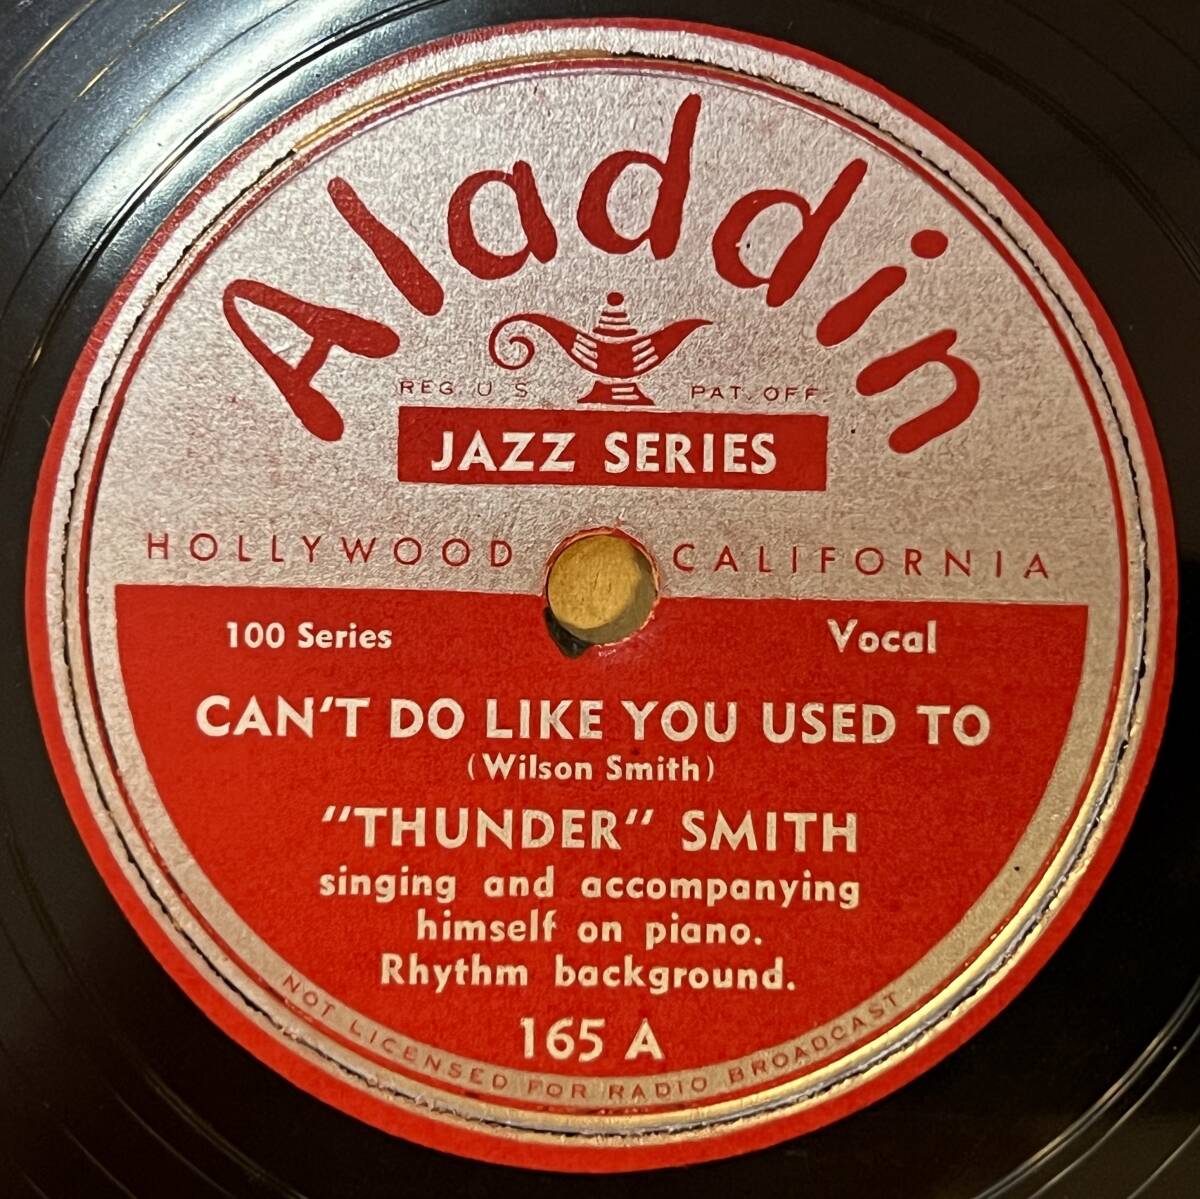 Aladdin
REG. U.S. PAT. OFF.
JAZZ SERIES
HOLLYWOOD CALIFORNIA
100 Series Vocal
CAN'T DO LIKE YOU USED TO
(Wilson Smith)
"THUNDER" SMITH
singing and accompanying
himself on piano.
Rhythm background.
165 A
NOT LICENSED FOR RADIO BROADCAST